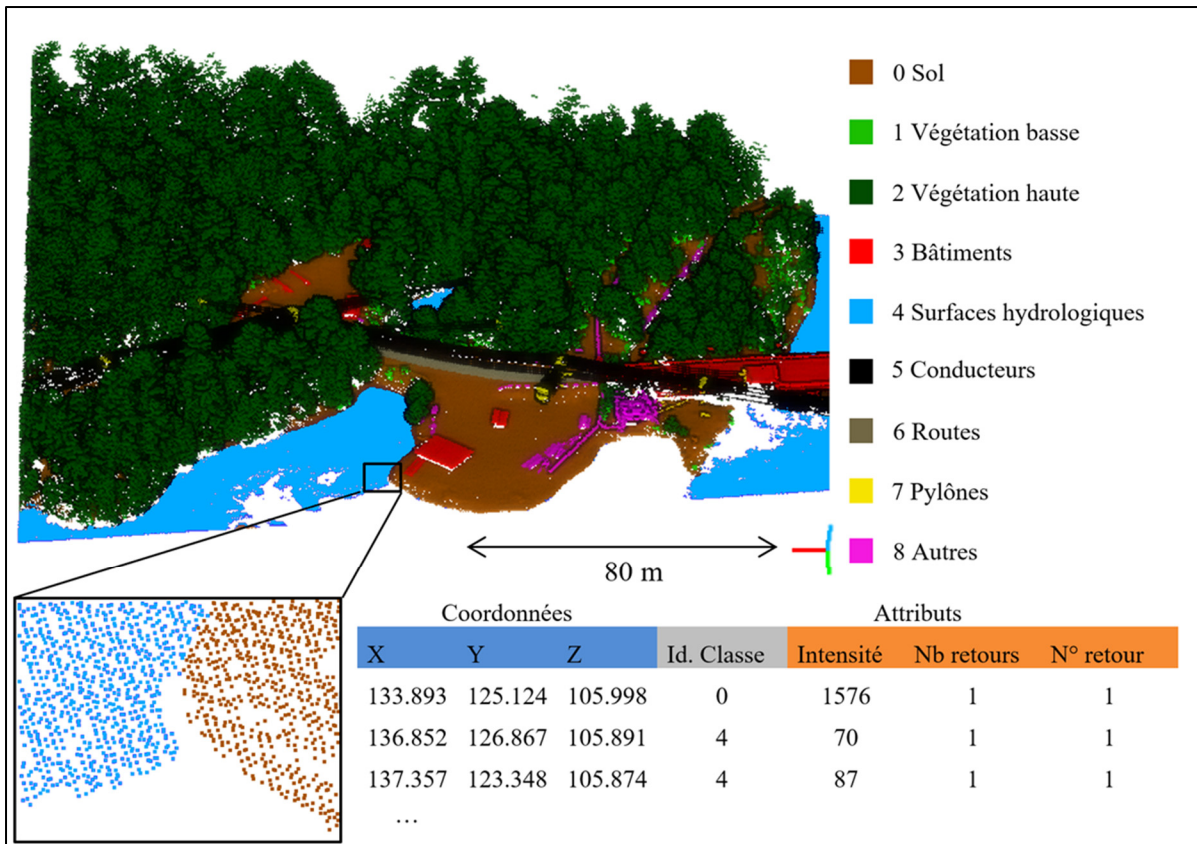 0 Sol
1 Végétation basse
2 Végétation haute
3 Bâtiments
4 Surfaces hydrologiques
5 Conducteurs
6 Routes
7 Pylônes
8 Autres
80 m
Coordonnées Attributs
X Y Z Id. Classe Intensité Nb retours N° retour
133.893 125.124 105.998 0 1576 1 1
136.852 126.867 105.891 4 70 1 1
137.357 123.348 105.874 4 87 1 1
…